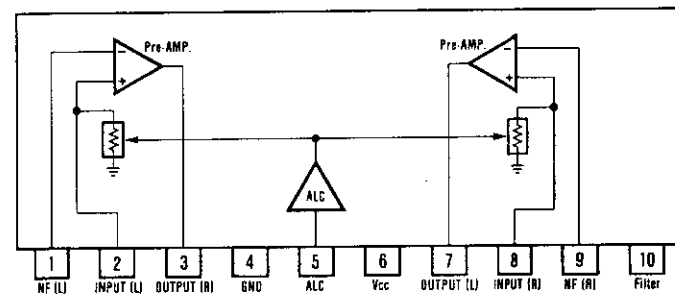 Pre-AMP.
Pre-AMP.
-
+
-
+
ALC
1 2 3 4 5 6 7 8 9 10
NF (L) INPUT (L) OUTPUT (R) GND ALC Vcc OUTPUT (L) INPUT (R) NF (R) Filter